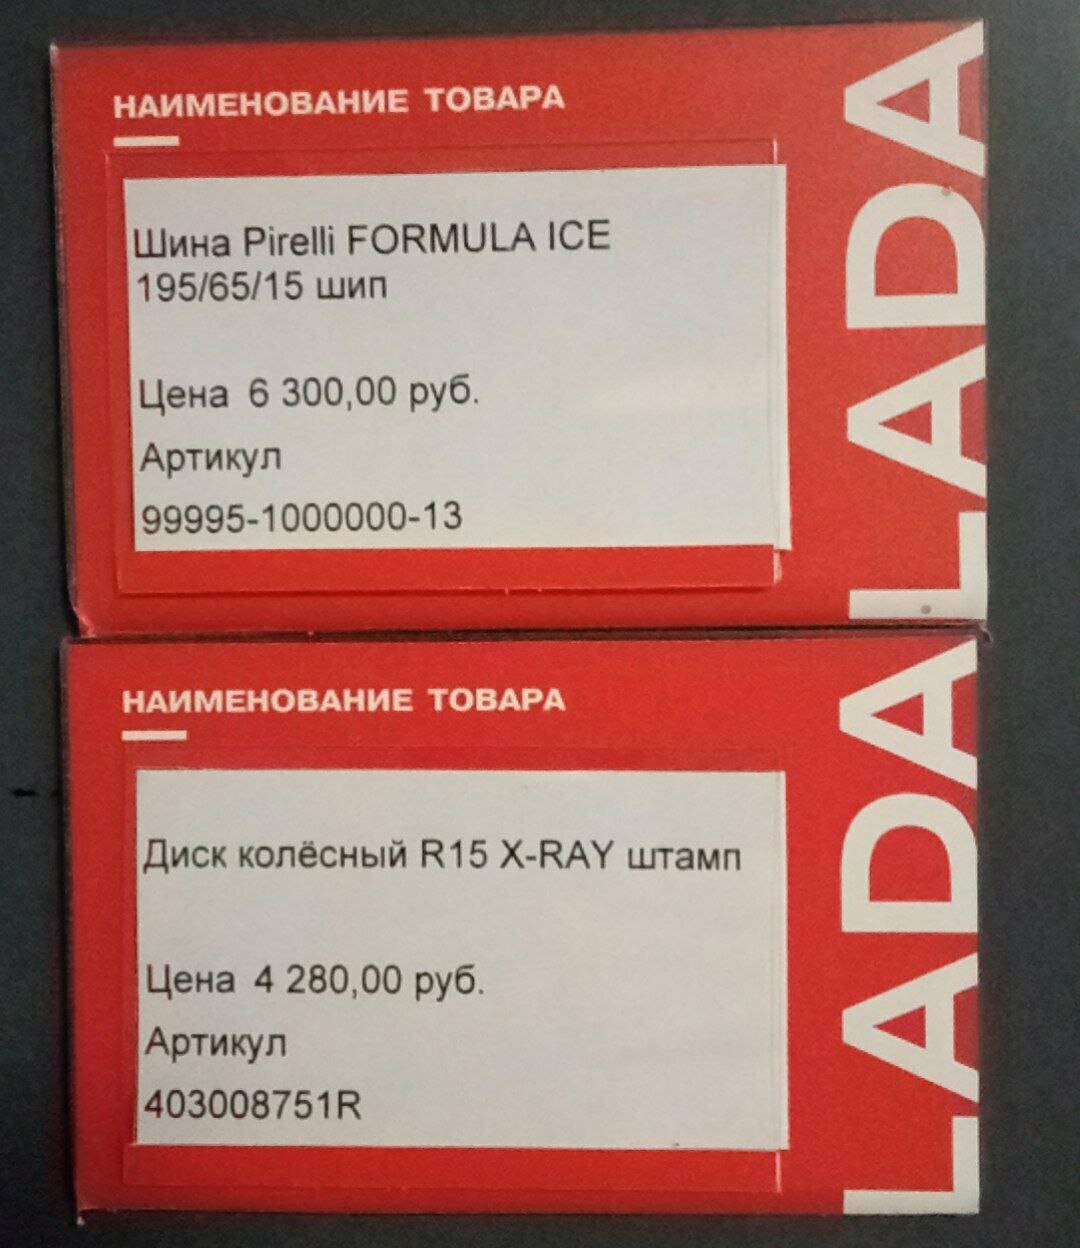 НАИМЕНОВАНИЕ ТОВАРА
Шина Pirelli FORMULA ICE
195/65/15 шип
Цена 6 300,00 руб.
Артикул
99995-1000000-13
LADA
НАИМЕНОВАНИЕ ТОВАРА
Диск колёсный R15 X-RAY штамп
Цена 4 280,00 руб.
Артикул
403008751R
LADA